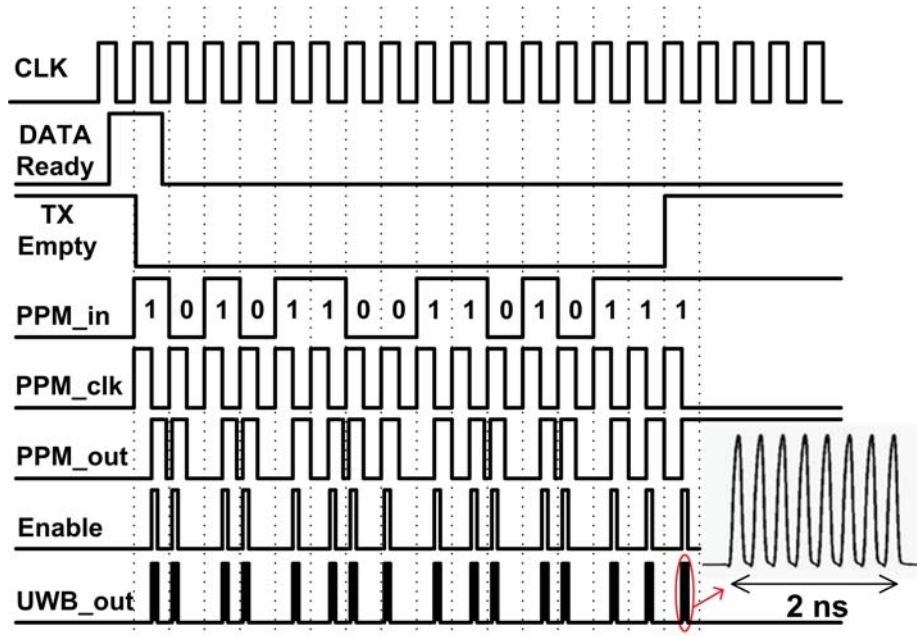 CLK
DATA
Ready
TX
Empty
PPM_in
1 0 1 0 1 1 0 0 1 1 0 1 0 1 1 1
PPM_clk
PPM_out
Enable
UWB_out
2 ns